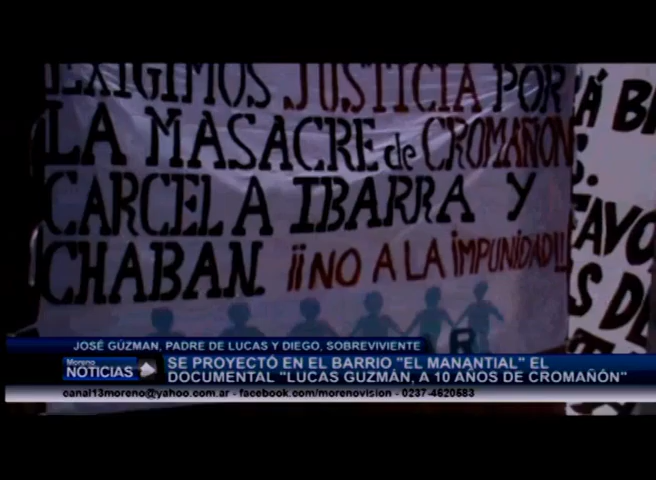 EXIGIMOS JUSTICIA POR
LA MASACRE de CROMAÑON
CARCEL A IBARRA Y
CHABAN. ¡¡NO A LA IMPUNIDAD!!
JOSÉ GÚZMAN, PADRE DE LUCAS Y DIEGO, SOBREVIVIENTE
Moreno
NOTICIAS
SE PROYECTÓ EN EL BARRIO "EL MANANTIAL" EL
DOCUMENTAL "LUCAS GUZMÁN, A 10 AÑOS DE CROMAÑÓN"
canal13moreno@yahoo.com.ar - facebook.com/morenovision - 0237-4620583